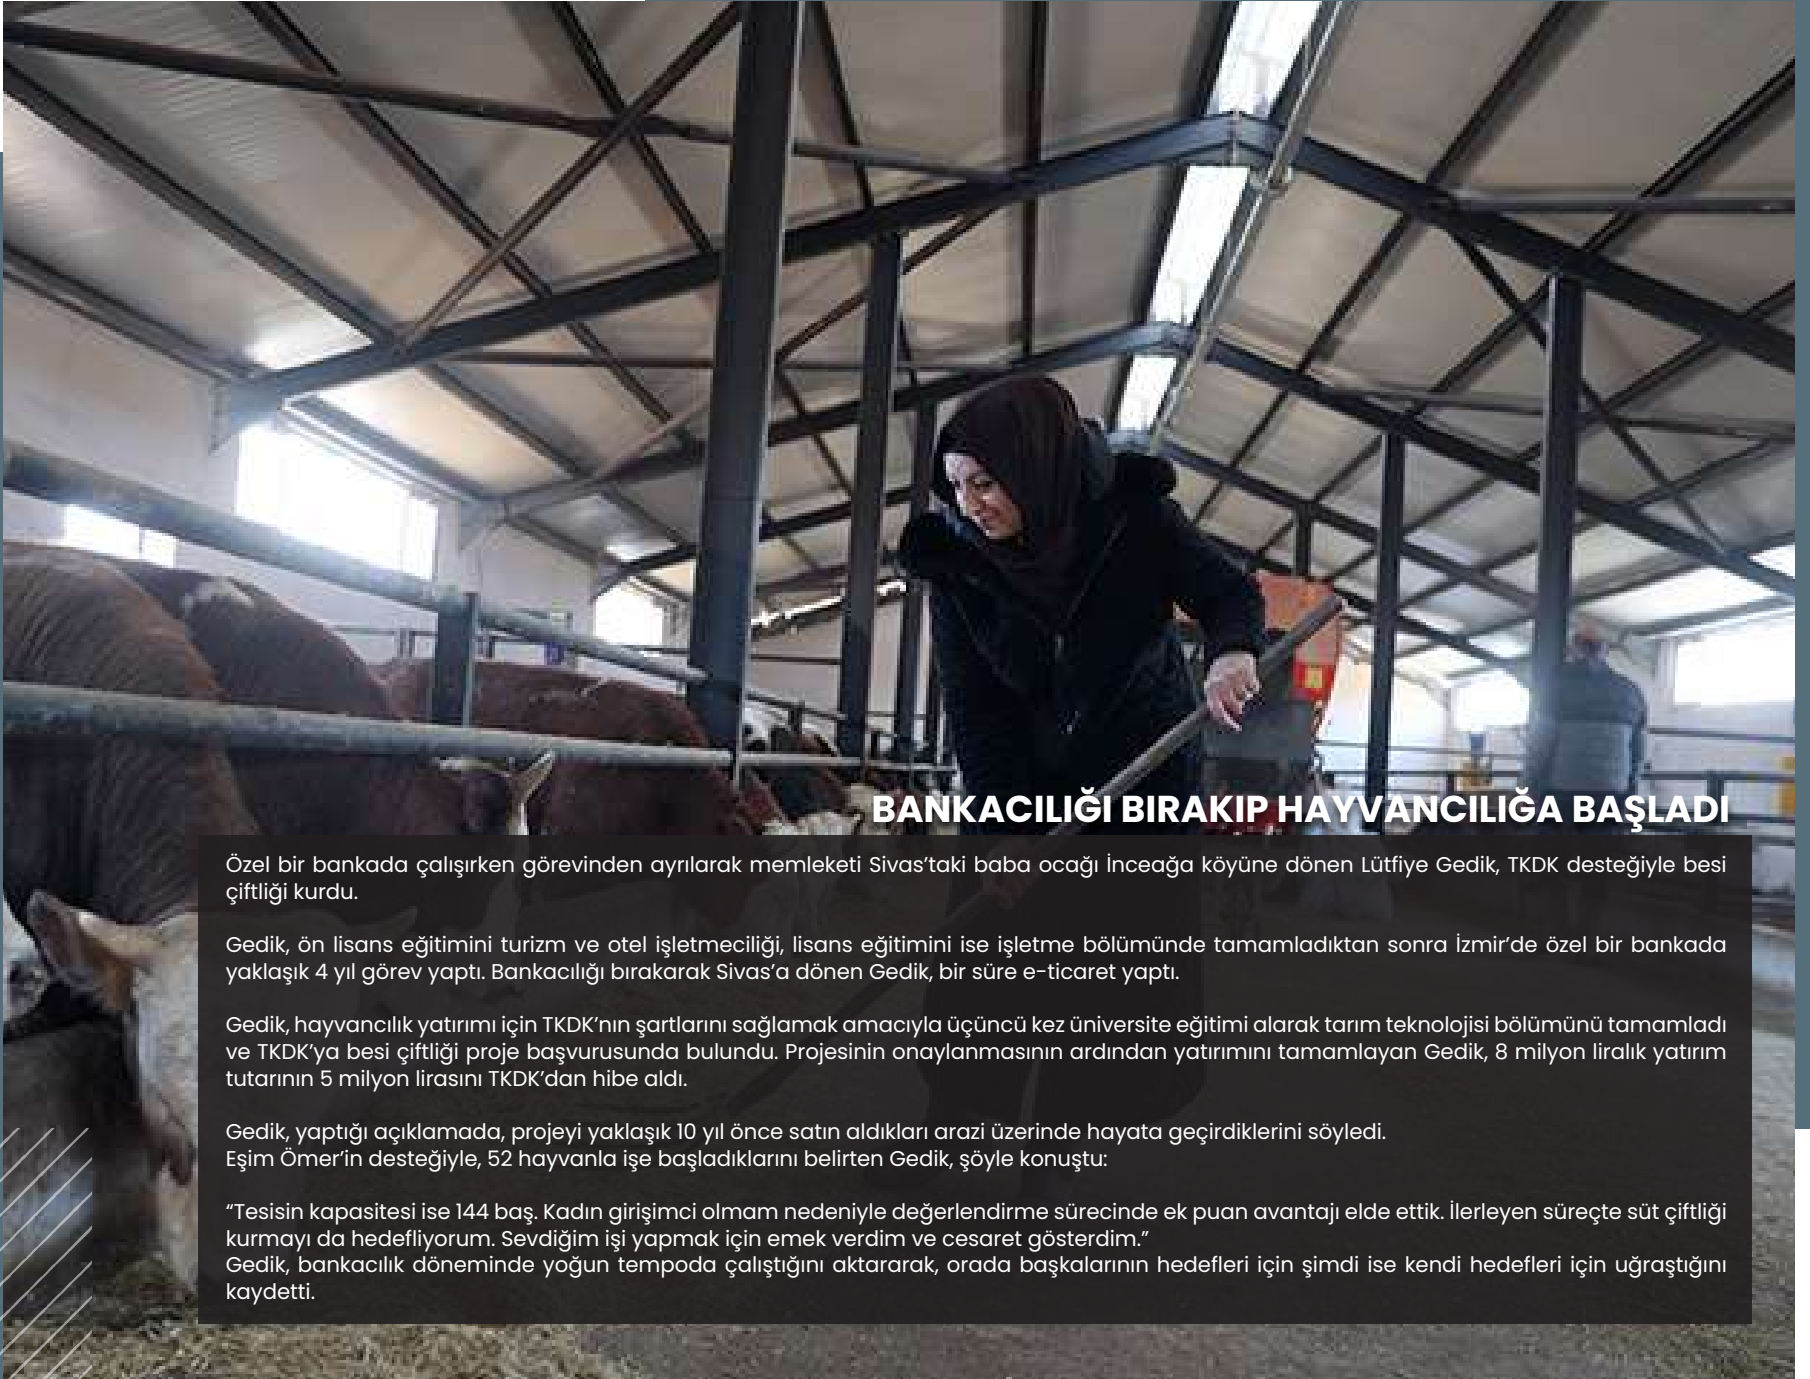 BANKACILIĞI BIRAKIP HAYVANCILIĞA BAŞLADI
Özel bir bankada çalışırken görevinden ayrılarak memleketi Sivas’taki baba ocağı İnceağa köyüne dönen Lütfiye Gedik, TKDK desteğiyle besi
çiftliği kurdu.
Gedik, ön lisans eğitimini turizm ve otel işletmeciliği, lisans eğitimini ise işletme bölümünde tamamladıktan sonra İzmir’de özel bir bankada
yaklaşık 4 yıl görev yaptı. Bankacılığı bırakarak Sivas’a dönen Gedik, bir süre e-ticaret yaptı.
Gedik, hayvancılık yatırımı için TKDK’nın şartlarını sağlamak amacıyla üçüncü kez üniversite eğitimi alarak tarım teknolojisi bölümünü tamamladı
ve TKDK’ya besi çiftliği proje başvurusunda bulundu. Projesinin onaylanmasının ardından yatırımını tamamlayan Gedik, 8 milyon liralık yatırım
tutarının 5 milyon lirasını TKDK’dan hibe aldı.
Gedik, yaptığı açıklamada, projeyi yaklaşık 10 yıl önce satın aldıkları arazi üzerinde hayata geçirdiklerini söyledi.
Eşim Ömer’in desteğiyle, 52 hayvanla işe başladıklarını belirten Gedik, şöyle konuştu:
“Tesisin kapasitesi ise 144 baş. Kadın girişimci olmam nedeniyle değerlendirme sürecinde ek puan avantajı elde ettik. İlerleyen süreçte süt çiftliği
kurmayı da hedefliyorum. Sevdiğim işi yapmak için emek verdim ve cesaret gösterdim.”
Gedik, bankacılık döneminde yoğun tempoda çalıştığını aktararak, orada başkalarının hedefleri için şimdi ise kendi hedefleri için uğraştığını
kaydetti.